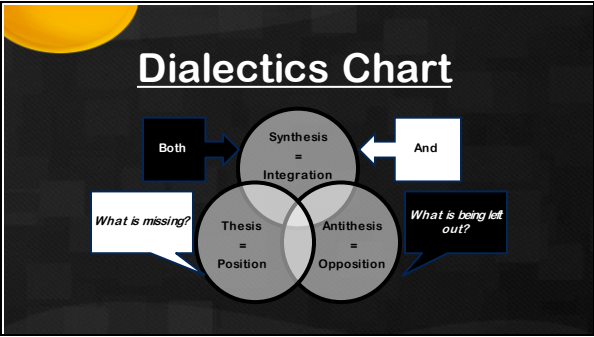 Dialectics Chart
Synthesis
=
Integration
Both
And
What is missing?
Thesis
=
Position
Antithesis
=
Opposition
What is being left
out?